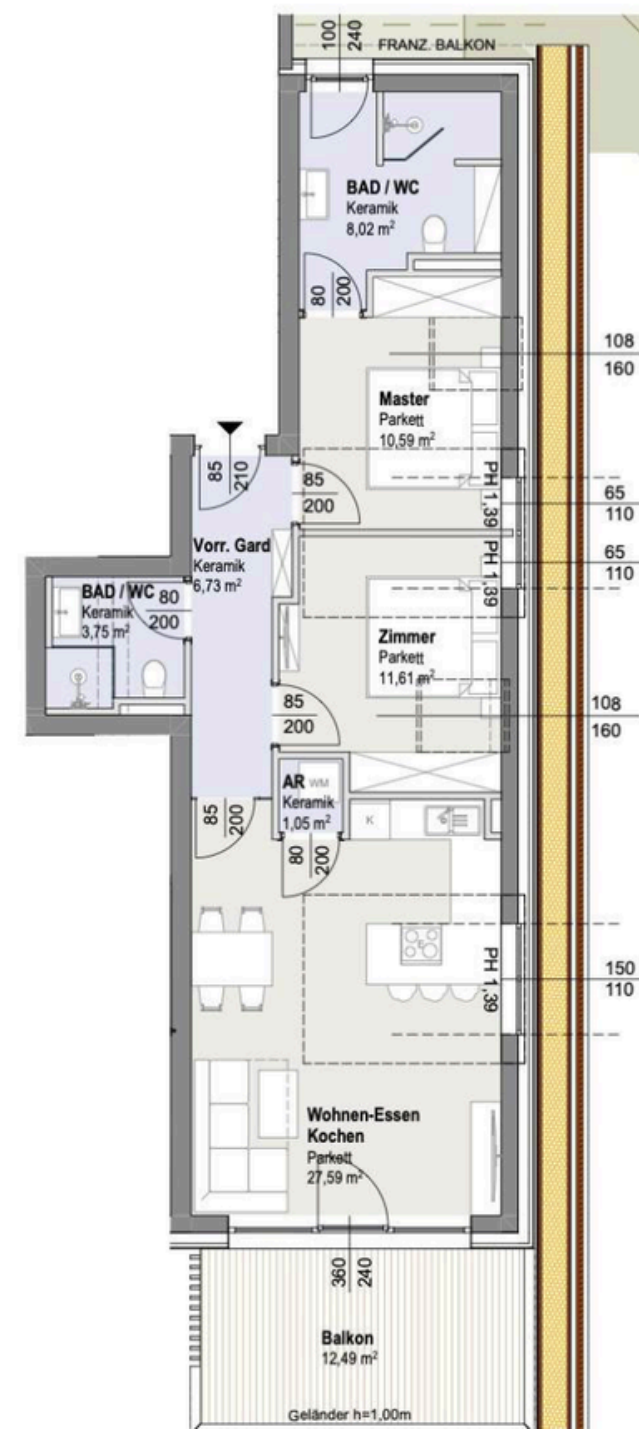 100
240
FRANZ. BALKON
BAD / WC
Keramik
8,02 m²
80
200
108
160
Master
Parkett
10.59 m²
85
210
85
200
PH 1,39
65
110
Vorr. Gard
Keramik
6,73 m²
PH 1,39
65
110
BAD / WC
Keramik
3,75 m²
80
200
Zimmer
Parkett
11,61 m²
85
200
108
160
AR
WM
Keramik
1,05 m²
K
85
200
80
200
PH 1,39
150
110
Wohnen-Essen
Kochen
Parkett
27,59 m²
360
240
Balkon
12,49 m²
Geländer h=1,00m